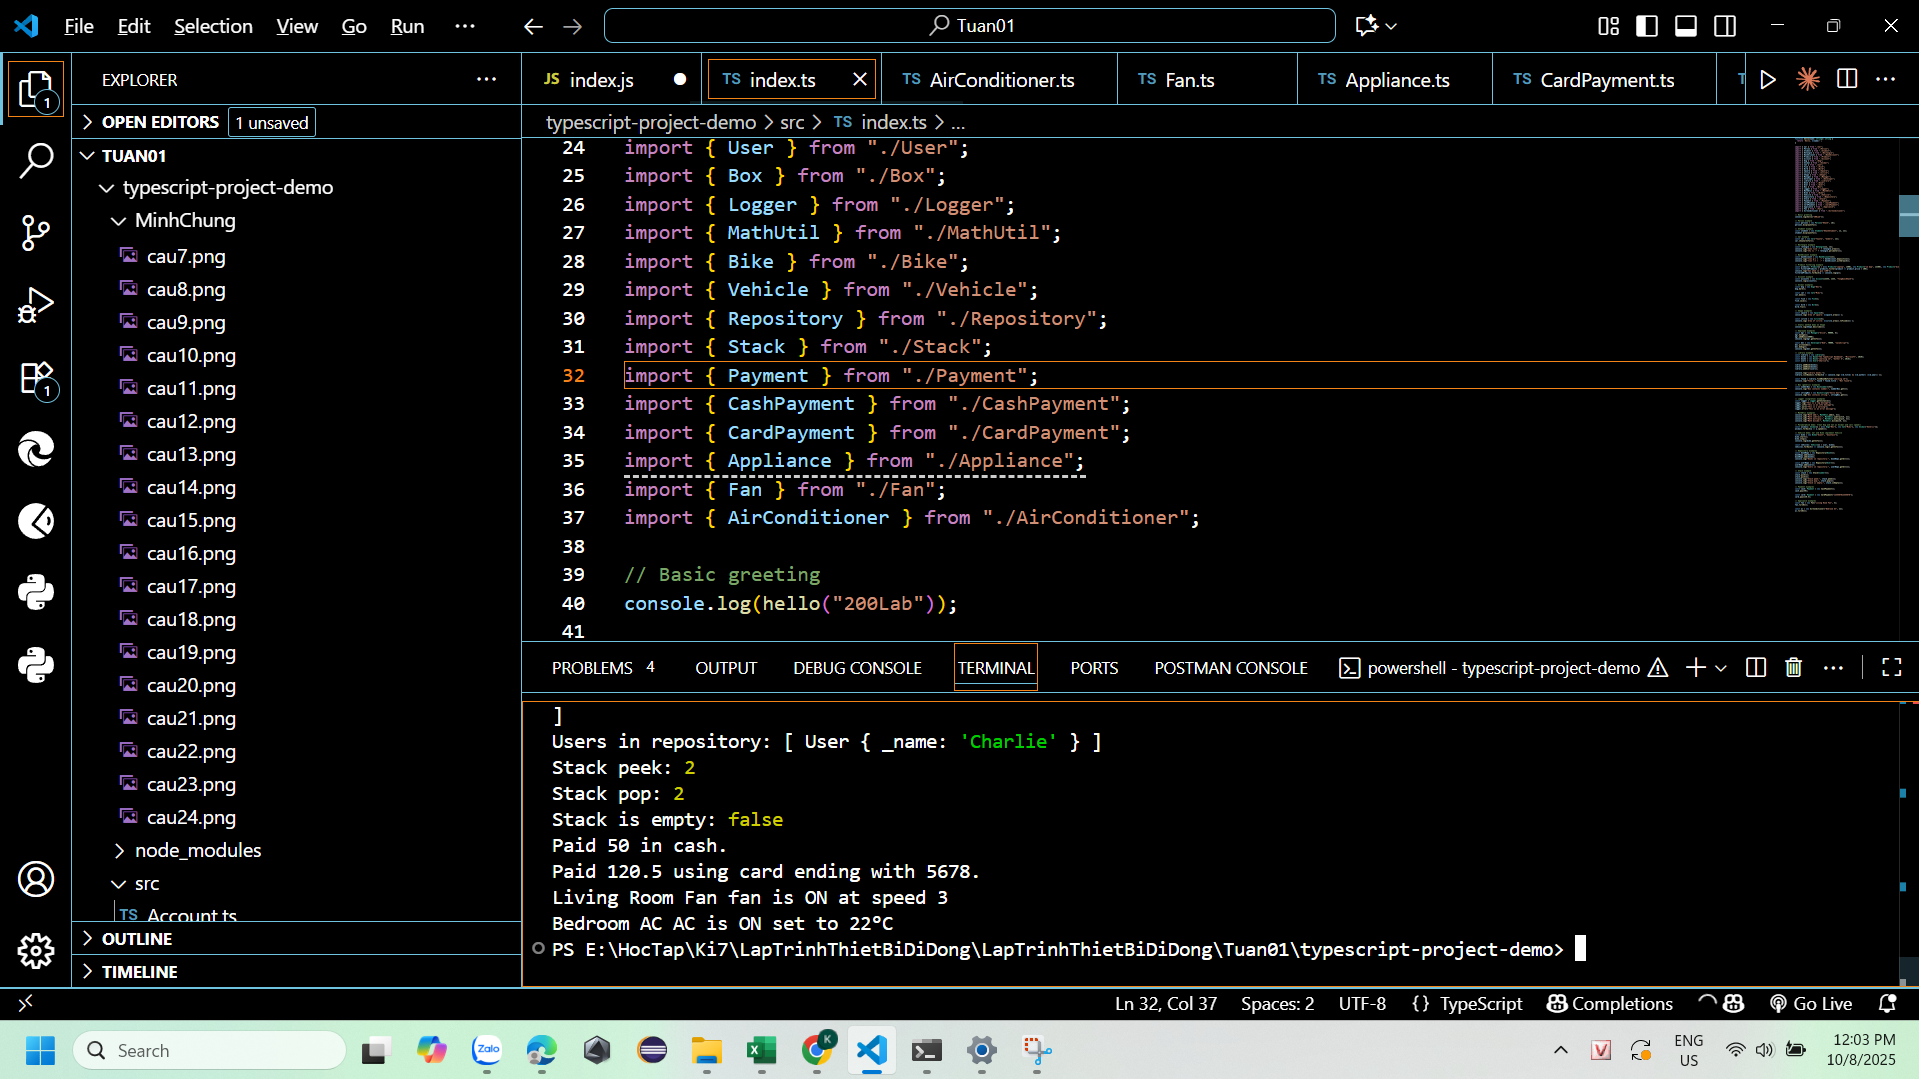 File Edit Selection View Go Run ··· Tuan01
EXPLORER ···
JS index.js TS index.ts TS AirConditioner.ts TS Fan.ts TS Appliance.ts TS CardPayment.ts
OPEN EDITORS 1 unsaved
typescript-project-demo > src > TS index.ts > ...
TUAN01
typescript-project-demo
MinhChung
cau7.png
cau8.png
cau9.png
cau10.png
cau11.png
cau12.png
cau13.png
cau14.png
cau15.png
cau16.png
cau17.png
cau18.png
cau19.png
cau20.png
cau21.png
cau22.png
cau23.png
cau24.png
node_modules
src
TS Account.ts
OUTLINE
TIMELINE
24 import { User } from "./User";
25 import { Box } from "./Box";
26 import { Logger } from "./Logger";
27 import { MathUtil } from "./MathUtil";
28 import { Bike } from "./Bike";
29 import { Vehicle } from "./Vehicle";
30 import { Repository } from "./Repository";
31 import { Stack } from "./Stack";
32 import { Payment } from "./Payment";
33 import { CashPayment } from "./CashPayment";
34 import { CardPayment } from "./CardPayment";
35 import { Appliance } from "./Appliance";
36 import { Fan } from "./Fan";
37 import { AirConditioner } from "./AirConditioner";
38
39 // Basic greeting
40 console.log(hello("200Lab"));
41
PROBLEMS 4 OUTPUT DEBUG CONSOLE TERMINAL PORTS POSTMAN CONSOLE powershell - typescript-project-demo
]
Users in repository: [ User { _name: 'Charlie' } ]
Stack peek: 2
Stack pop: 2
Stack is empty: false
Paid 50 in cash.
Paid 120.5 using card ending with 5678.
Living Room Fan fan is ON at speed 3
Bedroom AC AC is ON set to 22°C
PS E:\HocTap\Ki7\LapTrinhThietBiDiDong\LapTrinhThietBiDiDong\Tuan01\typescript-project-demo>
Ln 32, Col 37 Spaces: 2 UTF-8 {} TypeScript Completions Go Live
Search
Zalo
K
ENG
US
12:03 PM
10/8/2025